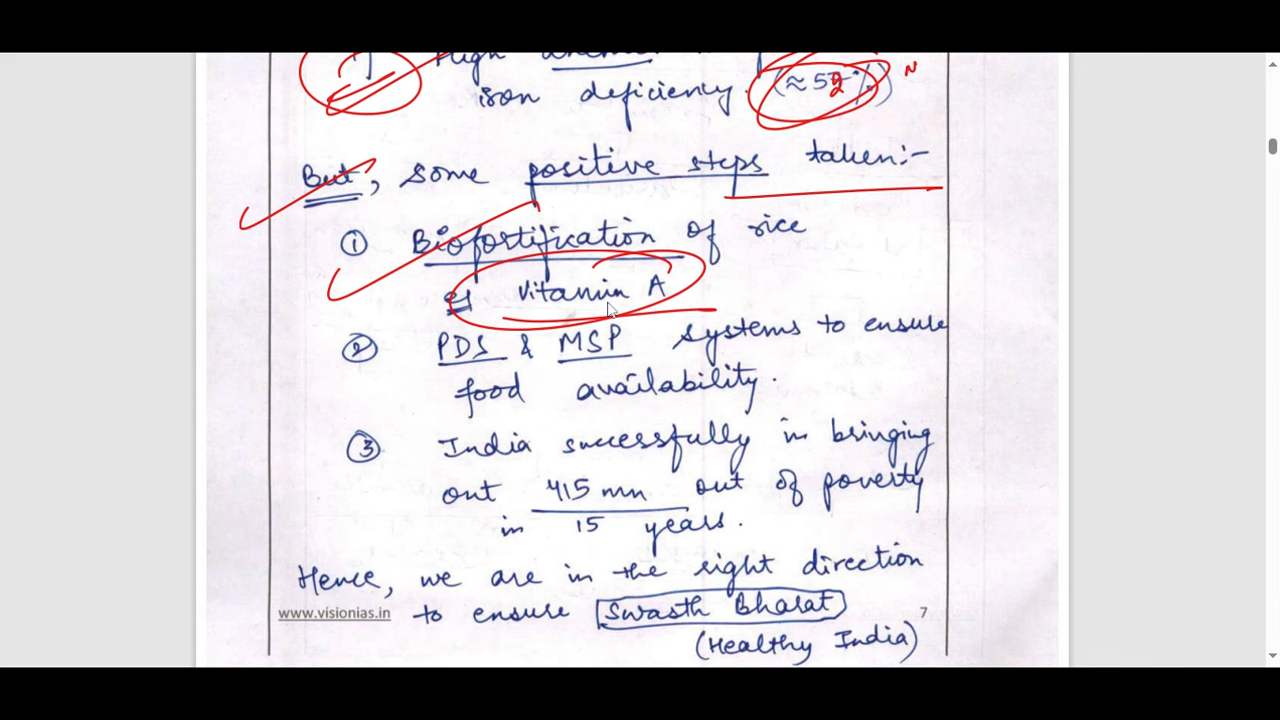 High
iron deficiency. (≈52%)
But, some positive steps taken:-
① Biofortification of rice
eg Vitamin A
② PDS & MSP systems to ensure
food availability.
③ India successfully in bringing
out 415 mn out of poverty
in 15 years.
Hence, we are in the right direction
www.visionias.in to ensure Swasth Bharat 7
(Healthy India)